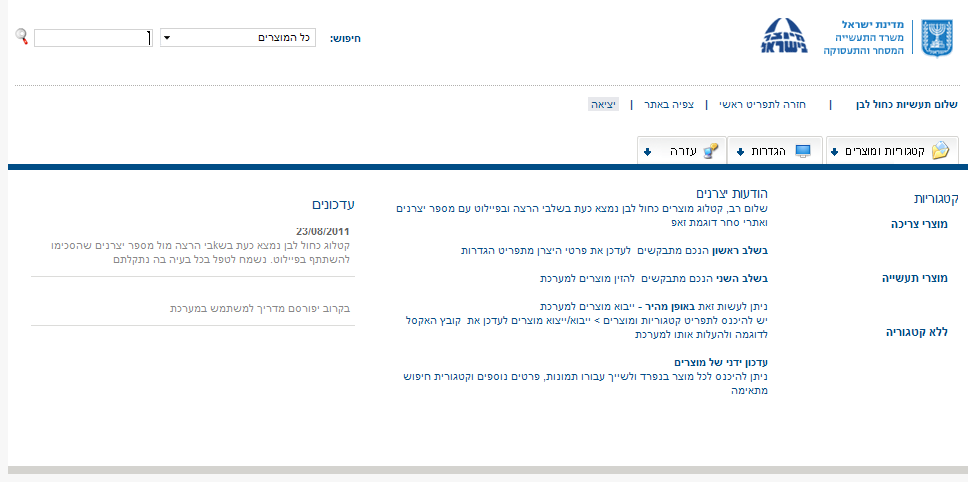 מדינת ישראל
משרד התעשייה
המסחר והתעסוקה
תוצרת
בישראל
חיפוש:
כל המוצרים
שלום תעשיות כחול לבן | חזרה לתפריט ראשי | צפיה באתר | יציאה
קטגוריות ומוצרים
הגדרות
עזרה
קטגוריות
מוצרי צריכה
מוצרי תעשייה
ללא קטגוריה
הודעות יצרנים
שלום רב, קטלוג מוצרים כחול לבן נמצא כעת בשלבי הרצה ובפיילוט עם מספר יצרנים
ואתרי סחר דוגמת זאפ
בשלב ראשון הנכם מתבקשים לעדכן את פרטי היצרן מתפריט הגדרות
בשלב השני הנכם מתבקשים להזין מוצרים למערכת
ניתן לעשות זאת באופן מהיר - ייבוא מוצרים למערכת
יש להיכנס לתפריט קטגוריות ומוצרים > ייבוא/ייצוא מוצרים לעדכן את קובץ האקסל
לדוגמה ולהעלות אותו למערכת
עדכון ידני של מוצרים
ניתן להיכנס לכל מוצר בנפרד ולשייך עבורו תמונות, פרטים נוספים וקטגורית חיפוש
מתאימה
עדכונים
23/08/2011
קטלוג כחול לבן נמצא כעת בשkבי הרצה מול מספר יצרנים שהסכימו
להשתתף בפיילוט. נשמח לטפל בכל בעיה בה נתקלתם
בקרוב יפורסם מדריך למשתמש במערכת